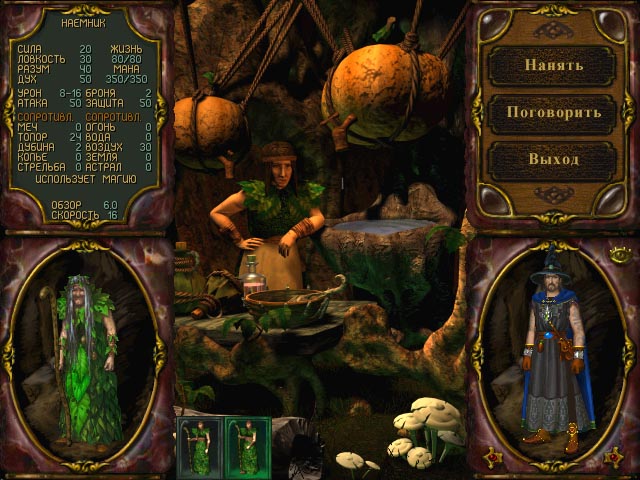 НАЕМНИК
СИЛА 20 ЖИЗНЬ
ЛОВКОСТЬ 30 80/80
РАЗУМ 40 МАНА
ДУХ 50 350/350
УРОН 8-16 БРОНЯ 2
АТАКА 50 ЗАЩИТА 50
СОПРОТИВЛ. СОПРОТИВЛ.
МЕЧ 0 ОГОНЬ 0
ТОПОР 24 ВОДА 0
ДУБИНА 2 ВОЗДУХ 30
КОПЬЕ 0 ЗЕМЛЯ 0
СТРЕЛЬБА 0 АСТРАЛ 0
ИСПОЛЬЗУЕТ МАГИЮ
ОБЗОР 6.0
СКОРОСТЬ 16
Нанять
Поговорить
Выход